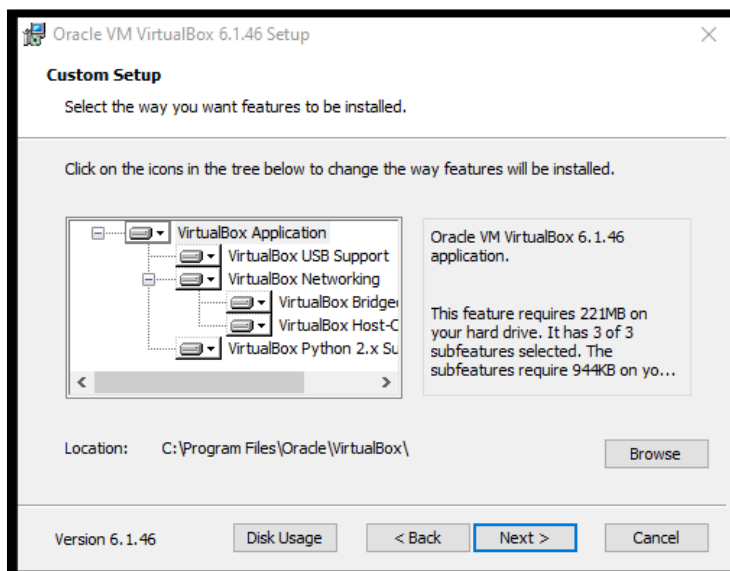 Oracle VM VirtualBox 6.1.46 Setup
Custom Setup
Select the way you want features to be installed.
Click on the icons in the tree below to change the way features will be installed.
VirtualBox Application
VirtualBox USB Support
VirtualBox Networking
VirtualBox Bridge
VirtualBox Host-C
VirtualBox Python 2.x Su
Oracle VM VirtualBox 6.1.46
application.
This feature requires 221MB on
your hard drive. It has 3 of 3
subfeatures selected. The
subfeatures require 944KB on yo...
Location: C:\Program Files\Oracle\VirtualBox\
Browse
Version 6.1.46
Disk Usage
< Back
Next >
Cancel